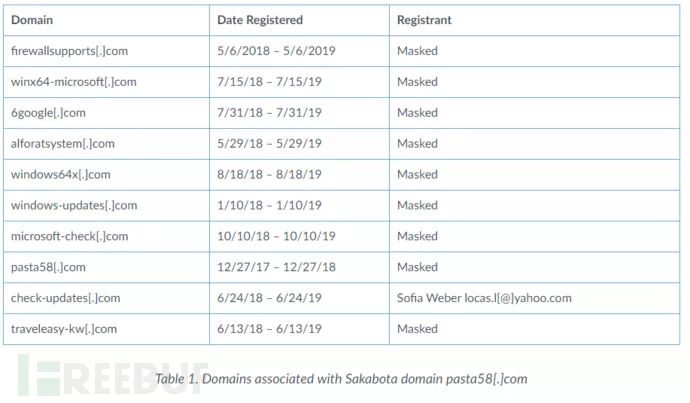 Domain Date Registered Registrant
firewallsupports[.]com 5/6/2018 – 5/6/2019 Masked
winx64-microsoft[.]com 7/15/18 – 7/15/19 Masked
6google[.]com 7/31/18 – 7/31/19 Masked
alforatsystem[.]com 5/29/18 – 5/29/19 Masked
windows64x[.]com 8/18/18 – 8/18/19 Masked
windows-updates[.]com 1/10/18 – 1/10/19 Masked
microsoft-check[.]com 10/10/18 – 10/10/19 Masked
pasta58[.]com 12/27/17 – 12/27/18 Masked
check-updates[.]com 6/24/18 – 6/24/19 Sofia Weber locas.l[@]yahoo.com
traveleasy-kw[.]com 6/13/18 – 6/13/19 Masked
FREEBUF
Table 1. Domains associated with Sakabota domain pasta58[.]com